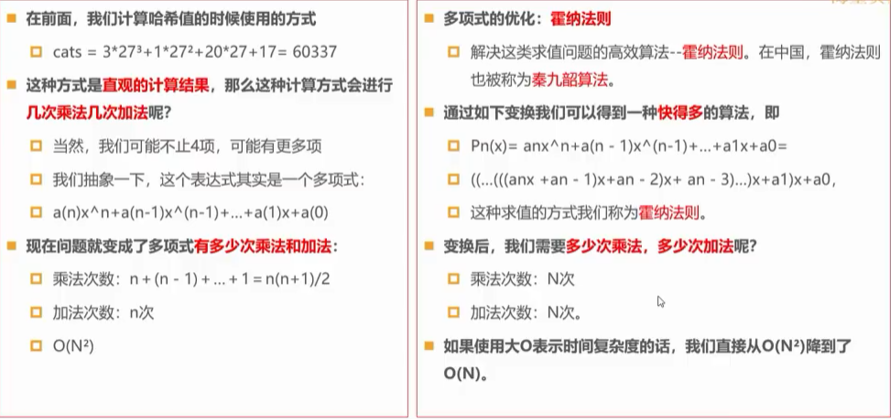 在前面，我们计算哈希值的时候使用的方式
cats = 3*27³+1*27²+20*27+17= 60337
这种方式是直观的计算结果，那么这种计算方式会进行
几次乘法几次加法呢？
当然，我们可能不止4项，可能有更多项
我们抽象一下，这个表达式其实是一个多项式：
a(n)x^n+a(n-1)x^(n-1)+…+a(1)x+a(0)
现在问题就变成了多项式有多少次乘法和加法：
乘法次数：n＋(n－1)＋…＋1＝n(n+1)/2
加法次数：n次
O(N²)
多项式的优化：霍纳法则
解决这类求值问题的高效算法--霍纳法则。在中国，霍纳法则
也被称为秦九韶算法。
通过如下变换我们可以得到一种快得多的算法，即
Pn(x)= anx^n+a(n－1)x^(n-1)+…+a1x+a0=
((…(((anx +an－1)x+an－2)x+ an－3)…)x+a1)x+a0，
这种求值的方式我们称为霍纳法则。
变换后，我们需要多少次乘法，多少次加法呢？
乘法次数：N次
加法次数：N次。
如果使用大O表示时间复杂度的话，我们直接从O(N²)降到了
O(N)。